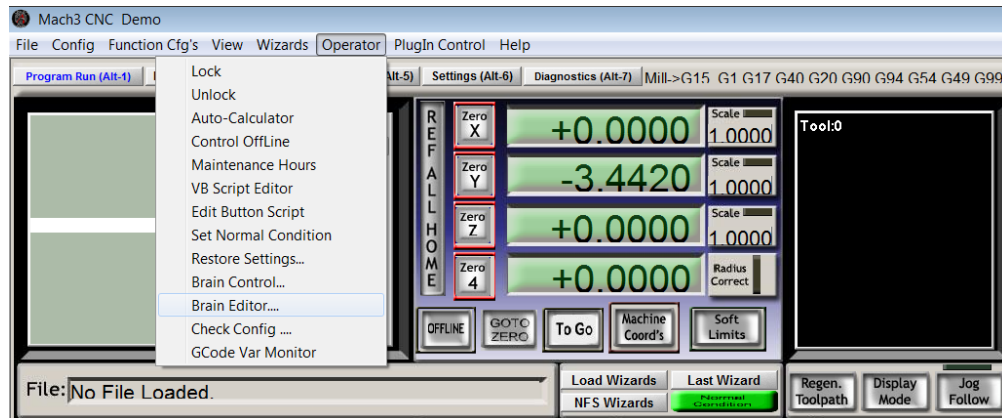 Mach3 CNC Demo
File Config Function Cfg's View Wizards Operator PlugIn Control Help
Program Run (Alt-1) Alt-5) Settings (Alt-6) Diagnostics (Alt-7) Mill->G15 G1 G17 G40 G20 G90 G94 G54 G49 G99
Lock
Unlock
Auto-Calculator
Control OffLine
Maintenance Hours
VB Script Editor
Edit Button Script
Set Normal Condition
Restore Settings...
Brain Control...
Brain Editor....
Check Config ....
GCode Var Monitor
REF ALL HOME
Zero X +0.0000 Scale 1.0000
Zero Y -3.4420 Scale 1.0000
Zero Z +0.0000 Scale 1.0000
Zero 4 +0.0000 Radius Correct
OFFLINE GOTO ZERO To Go Machine Coord's Soft Limits
Tool:0
File: No File Loaded.
Load Wizards Last Wizard
NFS Wizards Normal Condition
Regen. Toolpath Display Mode Jog Follow